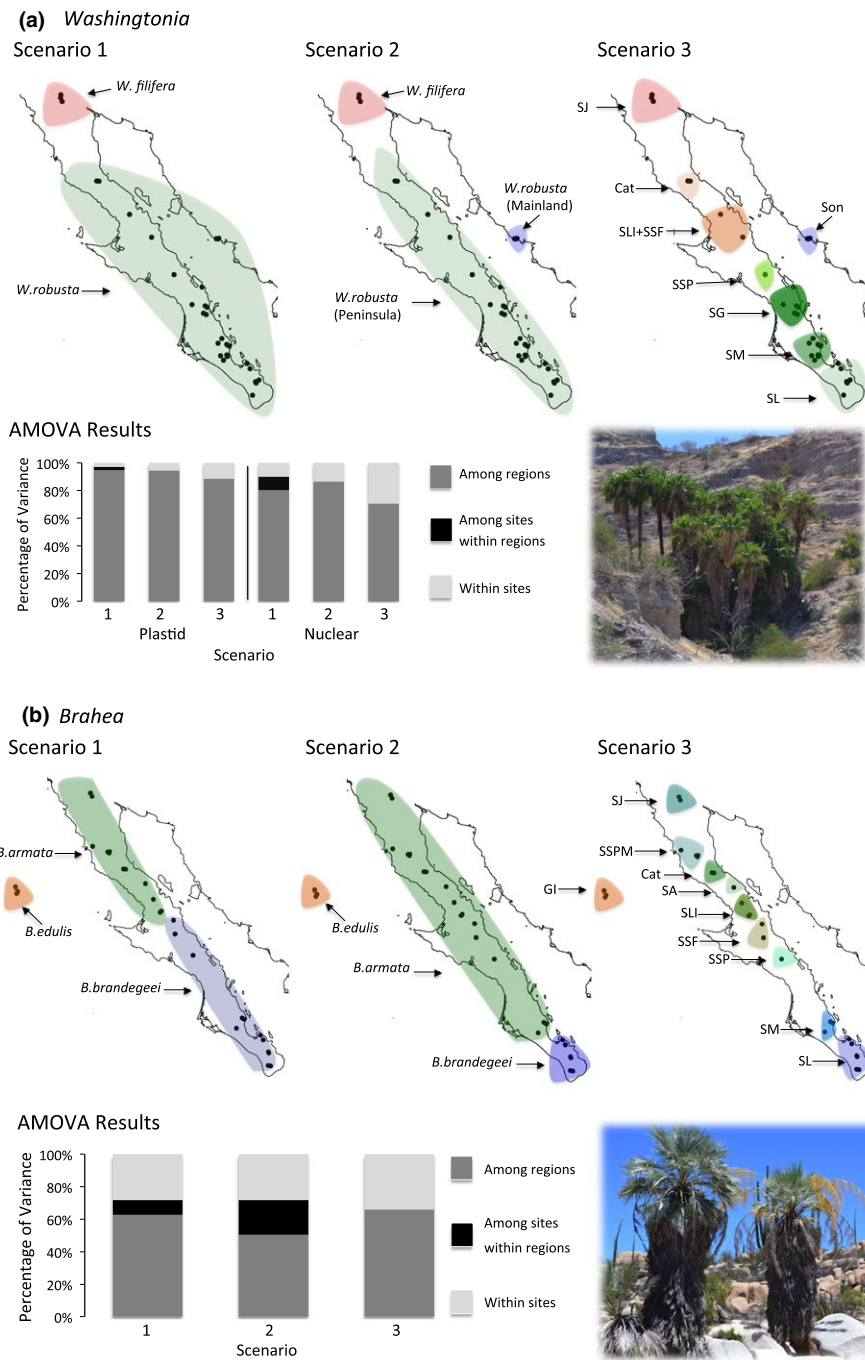 (a) Washingtonia
Scenario 1
Scenario 2
Scenario 3
W. filifera
W.robusta
W. filifera
W.robusta
(Mainland)
W.robusta
(Peninsula)
SJ
Cat
SLI+SSF
Son
SSP
SG
SM
SL
AMOVA Results
Percentage of Variance
100%
80%
60%
40%
20%
0%
1
2
3
1
2
3
Plastid
Nuclear
Scenario
Among regions
Among sites
within regions
Within sites
(b) Brahea
Scenario 1
Scenario 2
Scenario 3
B.armata
B.edulis
B.brandegeei
B.edulis
B.armata
B.brandegeei
SJ
SSPM
Cat
GI
SA
SLI
SSF
SSP
SM
SL
AMOVA Results
Percentage of Variance
100%
80%
60%
40%
20%
0%
1
2
3
Scenario
Among regions
Among sites
within regions
Within sites